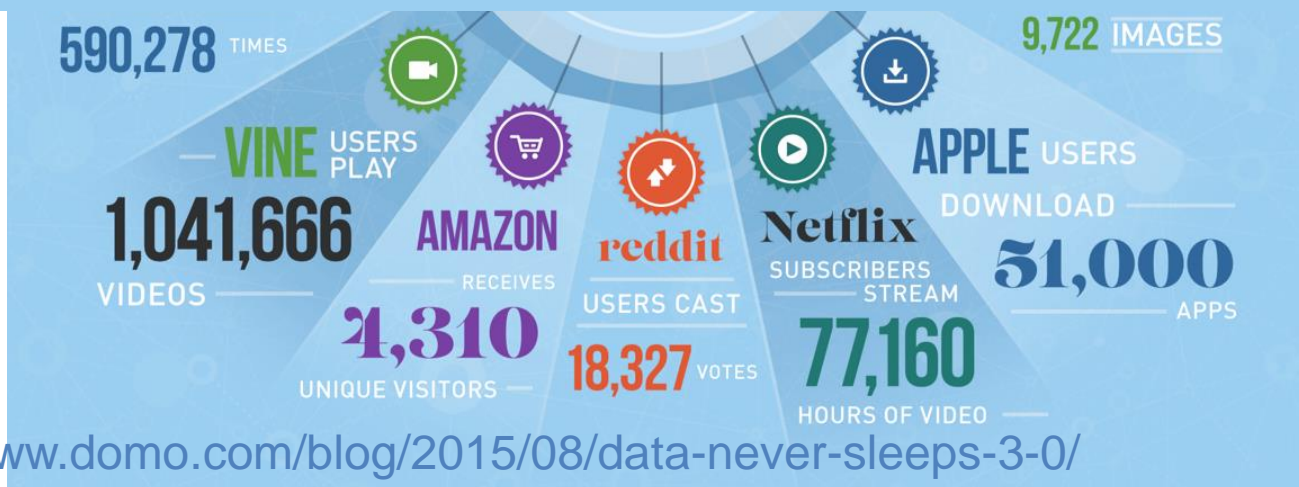 590,278 TIMES
9,722 IMAGES
VINE USERS PLAY
1,041,666
VIDEOS
AMAZON
RECEIVES
4,310
UNIQUE VISITORS
reddit
USERS CAST
18,327 VOTES
Netflix
SUBSCRIBERS
STREAM
77,160
HOURS OF VIDEO
APPLE USERS
DOWNLOAD
51,000
APPS
ww.domo.com/blog/2015/08/data-never-sleeps-3-0/